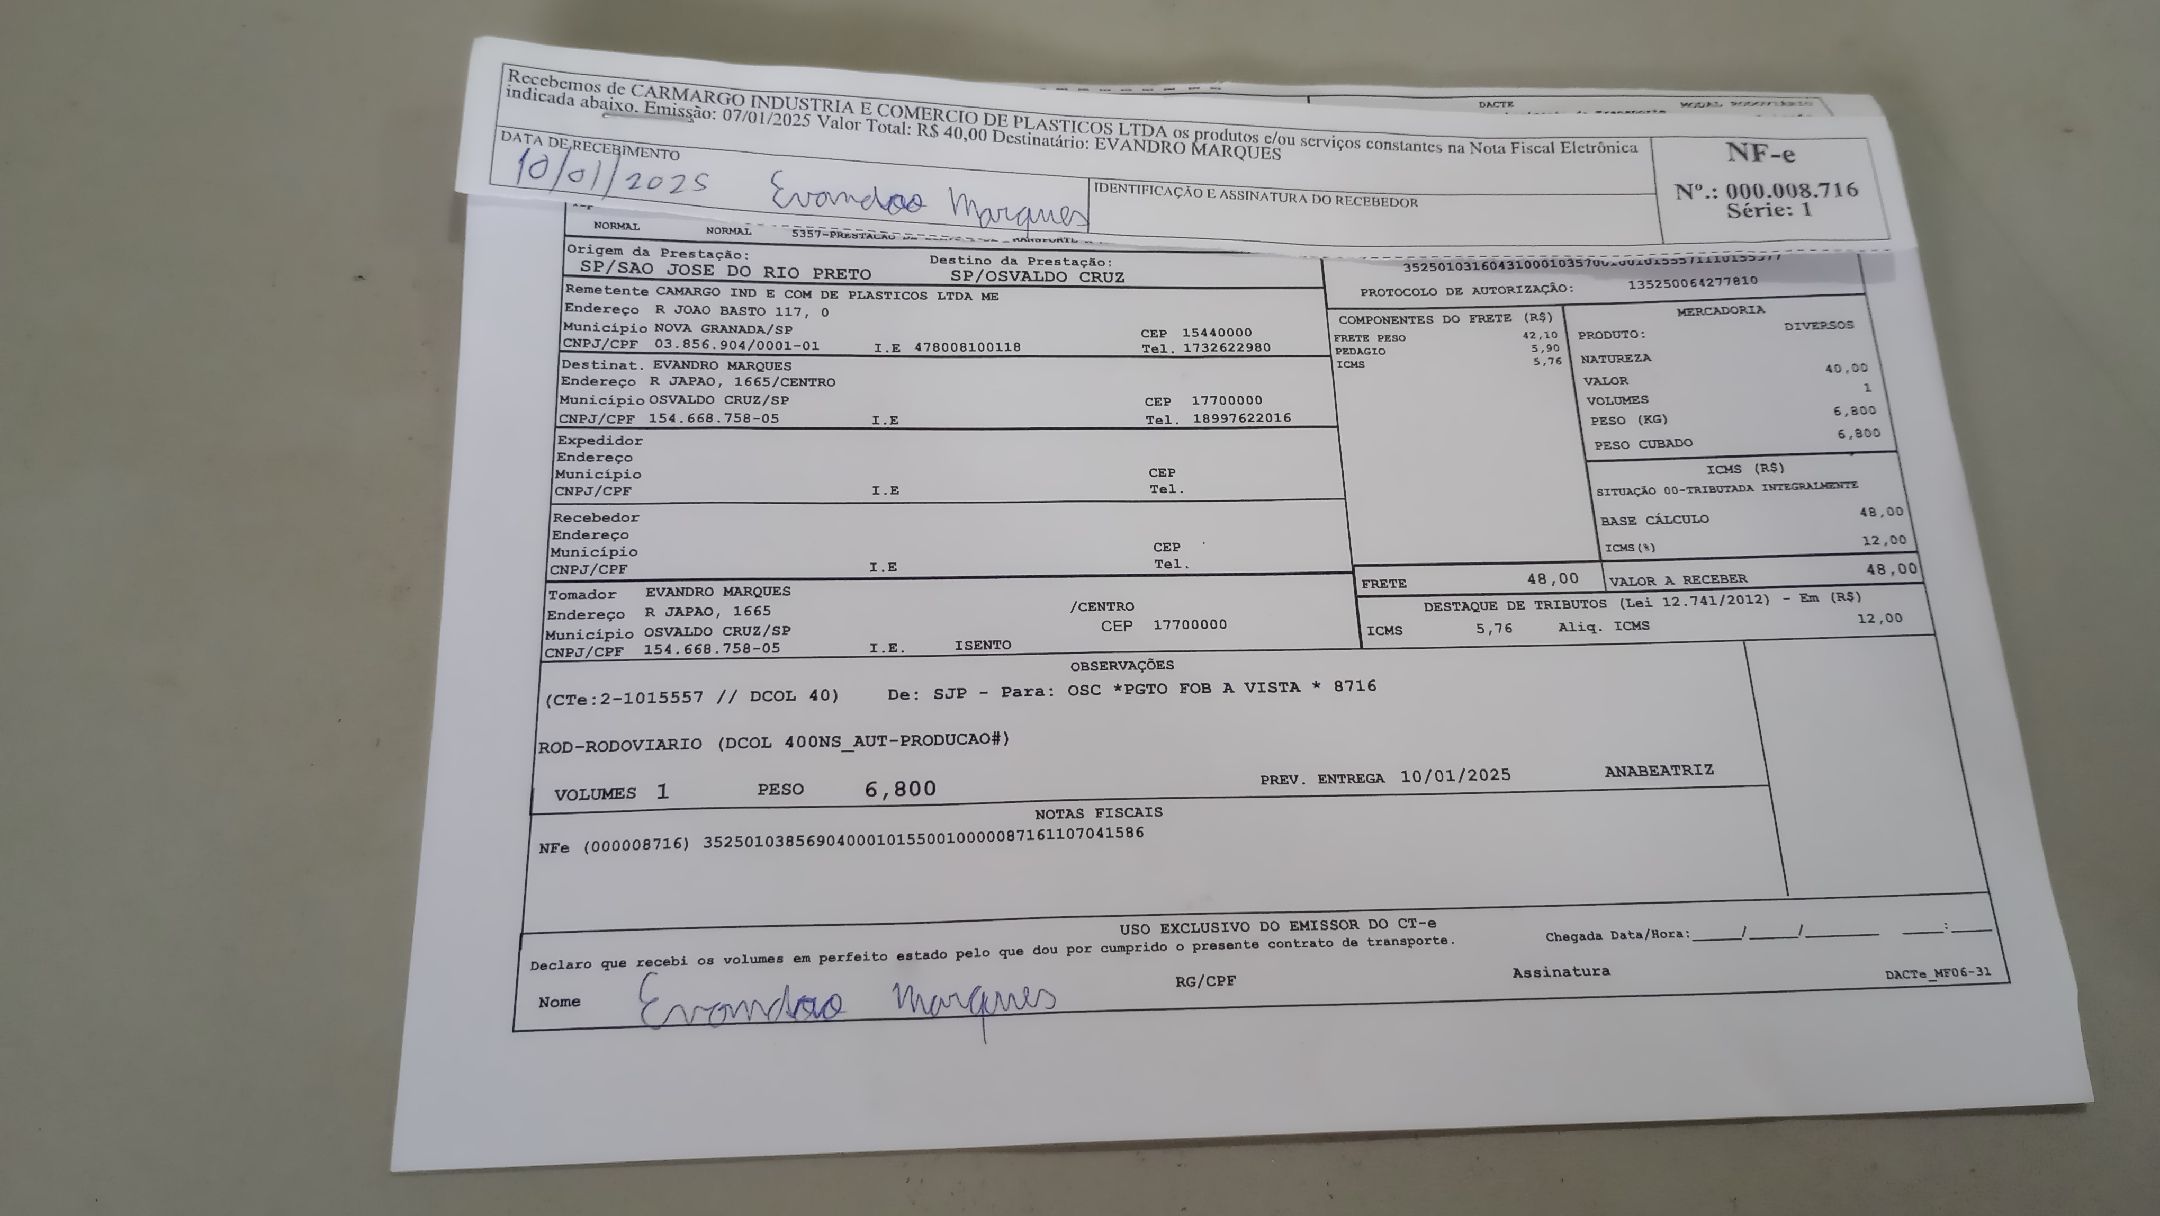 Recebemos de CARMARGO INDUSTRIA E COMERCIO DE PLASTICOS LTDA os produtos e/ou serviços constantes na Nota Fiscal Eletrônica
indicada abaixo. Emissão: 07/01/2025 Valor Total: R$ 40,00 Destinatário: EVANDRO MARQUES
DATA DE RECEBIMENTO
10/01/2025 Evandro Marques
IDENTIFICAÇÃO E ASSINATURA DO RECEBEDOR
NF-e
Nº.: 000.008.716
Série: 1
DACTE MODAL RODOVIÁRIO
NORMAL NORMAL 5357-PRESTACAO DE
Origem da Prestação: Destino da Prestação:
SP/SAO JOSE DO RIO PRETO SP/OSVALDO CRUZ
PROTOCOLO DE AUTORIZAÇÃO: 135250064277810
Remetente CAMARGO IND E COM DE PLASTICOS LTDA ME
Endereço R JOAO BASTO 117, 0
Município NOVA GRANADA/SP CEP 15440000
CNPJ/CPF 03.856.904/0001-01 I.E 478008100118 Tel. 1732622980
Destinat. EVANDRO MARQUES
Endereço R JAPAO, 1665/CENTRO
Município OSVALDO CRUZ/SP CEP 17700000
CNPJ/CPF 154.668.758-05 I.E Tel. 18997622016
Expedidor
Endereço
Município CEP
CNPJ/CPF I.E Tel.
Recebedor
Endereço
Município CEP
CNPJ/CPF I.E Tel.
Tomador EVANDRO MARQUES
Endereço R JAPAO, 1665 /CENTRO
Município OSVALDO CRUZ/SP CEP 17700000
CNPJ/CPF 154.668.758-05 I.E. ISENTO
COMPONENTES DO FRETE (R$)
FRETE PESO 42,10
PEDAGIO 5,90
ICMS 5,76
MERCADORIA
PRODUTO: DIVERSOS
NATUREZA
VALOR 40,00
VOLUMES 1
PESO (KG) 6,800
PESO CUBADO 6,800
ICMS (R$)
SITUAÇÃO 00-TRIBUTADA INTEGRALMENTE
BASE CÁLCULO 48,00
ICMS(%) 12,00
FRETE 48,00 VALOR A RECEBER 48,00
DESTAQUE DE TRIBUTOS (Lei 12.741/2012) - Em (R$)
ICMS 5,76 Aliq. ICMS 12,00
OBSERVAÇÕES
(CTe:2-1015557 // DCOL 40) De: SJP - Para: OSC *PGTO FOB A VISTA * 8716
ROD-RODOVIARIO (DCOL 400NS_AUT-PRODUCAO#)
VOLUMES 1 PESO 6,800 PREV. ENTREGA 10/01/2025 ANABEATRIZ
NOTAS FISCAIS
NFe (000008716) 35250103856904000101550010000087161107041586
USO EXCLUSIVO DO EMISSOR DO CT-e
Declaro que recebi os volumes em perfeito estado pelo que dou por cumprido o presente contrato de transporte. Chegada Data/Hora:____/____/______ ___:___
Nome Evandro Marques RG/CPF Assinatura DACTe_MF06-31